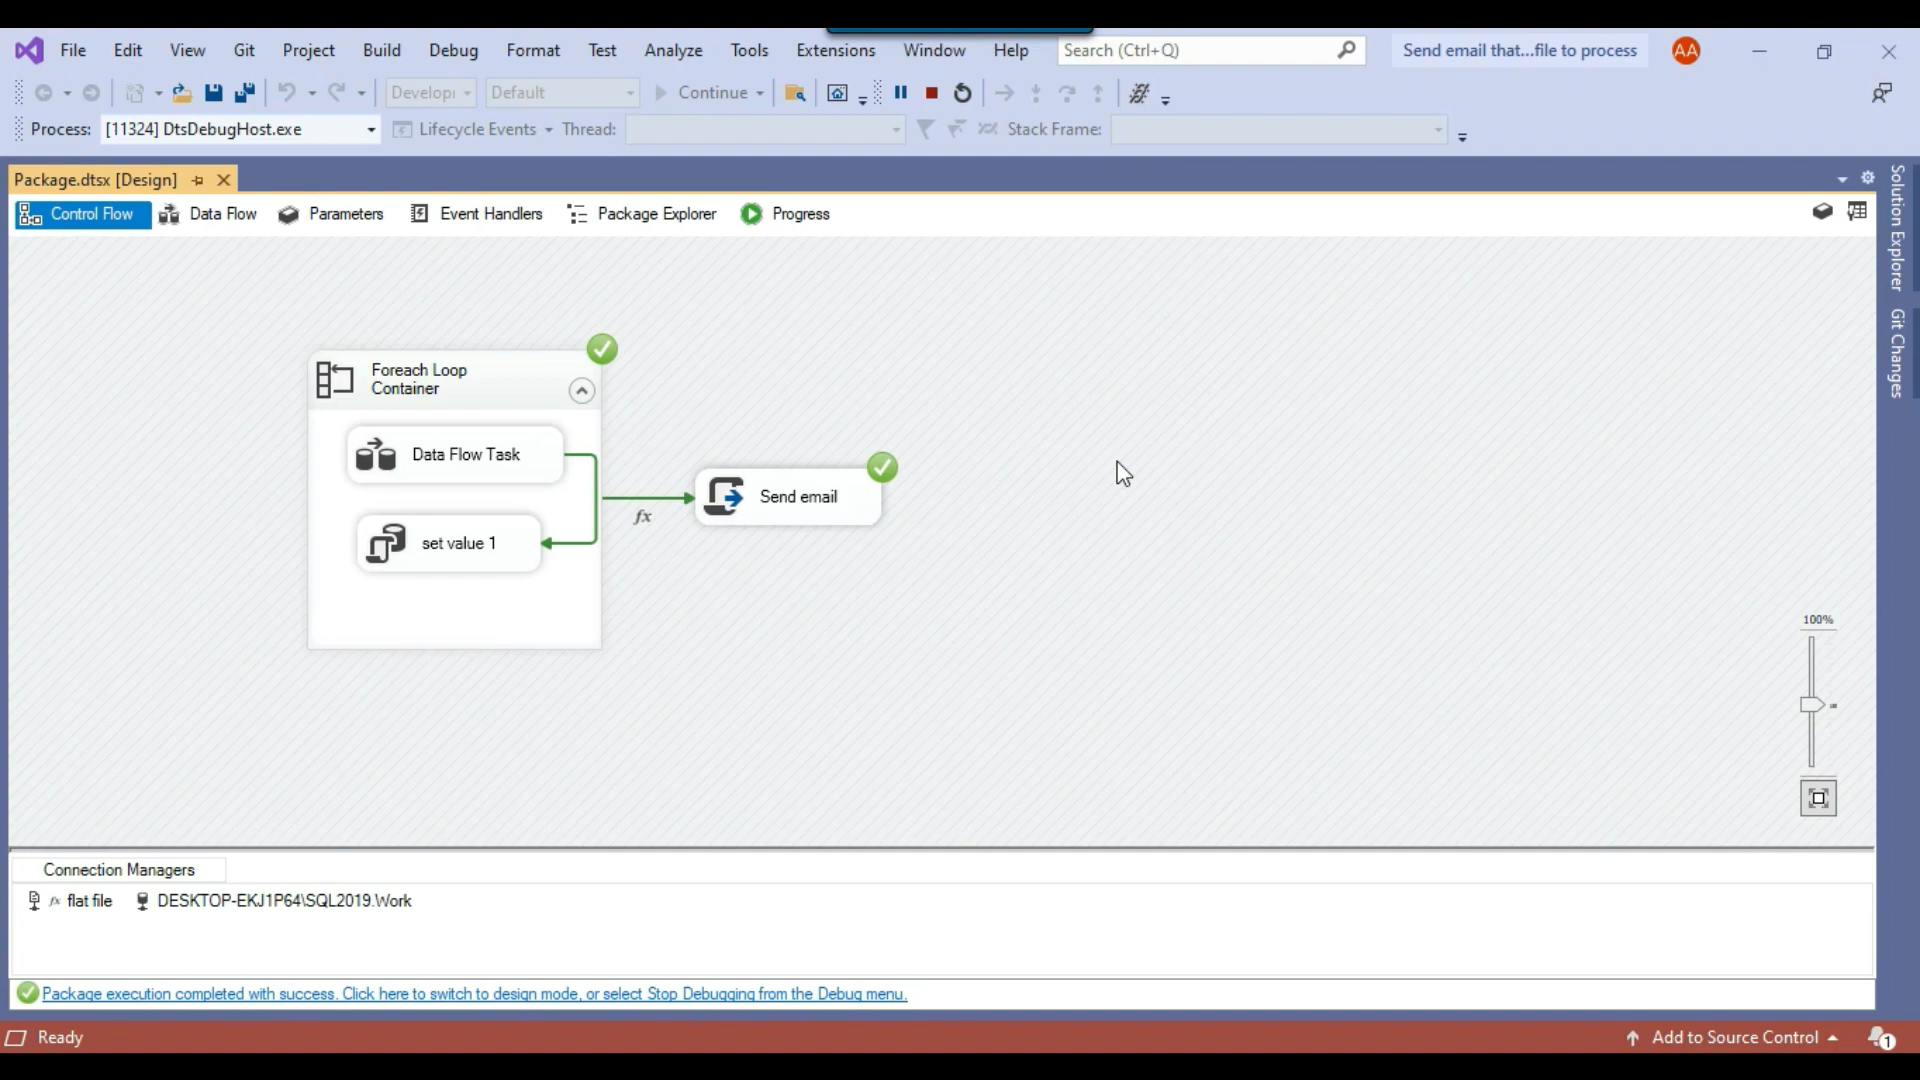 File Edit View Git Project Build Debug Format Test Analyze Tools Extensions Window Help Search (Ctrl+Q) Send email that...file to process AA
Developi Default Continue
Process: [11324] DtsDebugHost.exe Lifecycle Events Thread: Stack Frame:
Package.dtsx [Design]
Control Flow Data Flow Parameters Event Handlers Package Explorer Progress
Solution Explorer
Git Changes
Foreach Loop
Container
Data Flow Task
set value 1
fx
Send email
100%
Connection Managers
fx flat file DESKTOP-EKJ1P64\SQL2019.Work
Package execution completed with success. Click here to switch to design mode, or select Stop Debugging from the Debug menu.
Ready Add to Source Control 1